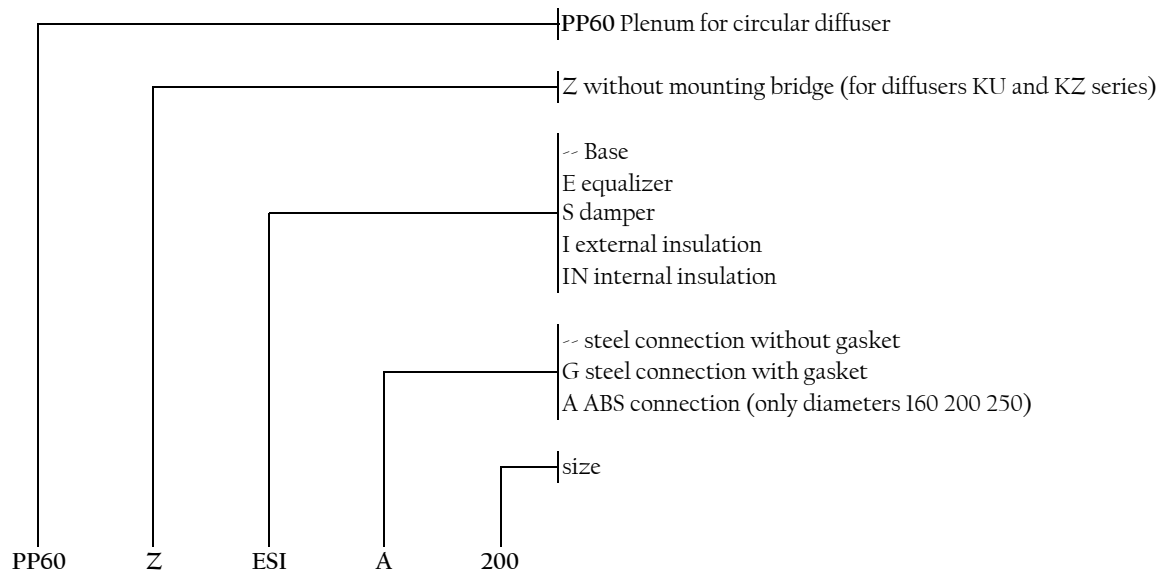 PP60 Plenum for circular diffuser
Z without mounting bridge (for diffusers KU and KZ series)
-- Base
E equalizer
S damper
I external insulation
IN internal insulation
-- steel connection without gasket
G steel connection with gasket
A ABS connection (only diameters 160 200 250)
size
PP60 Z ESI A 200